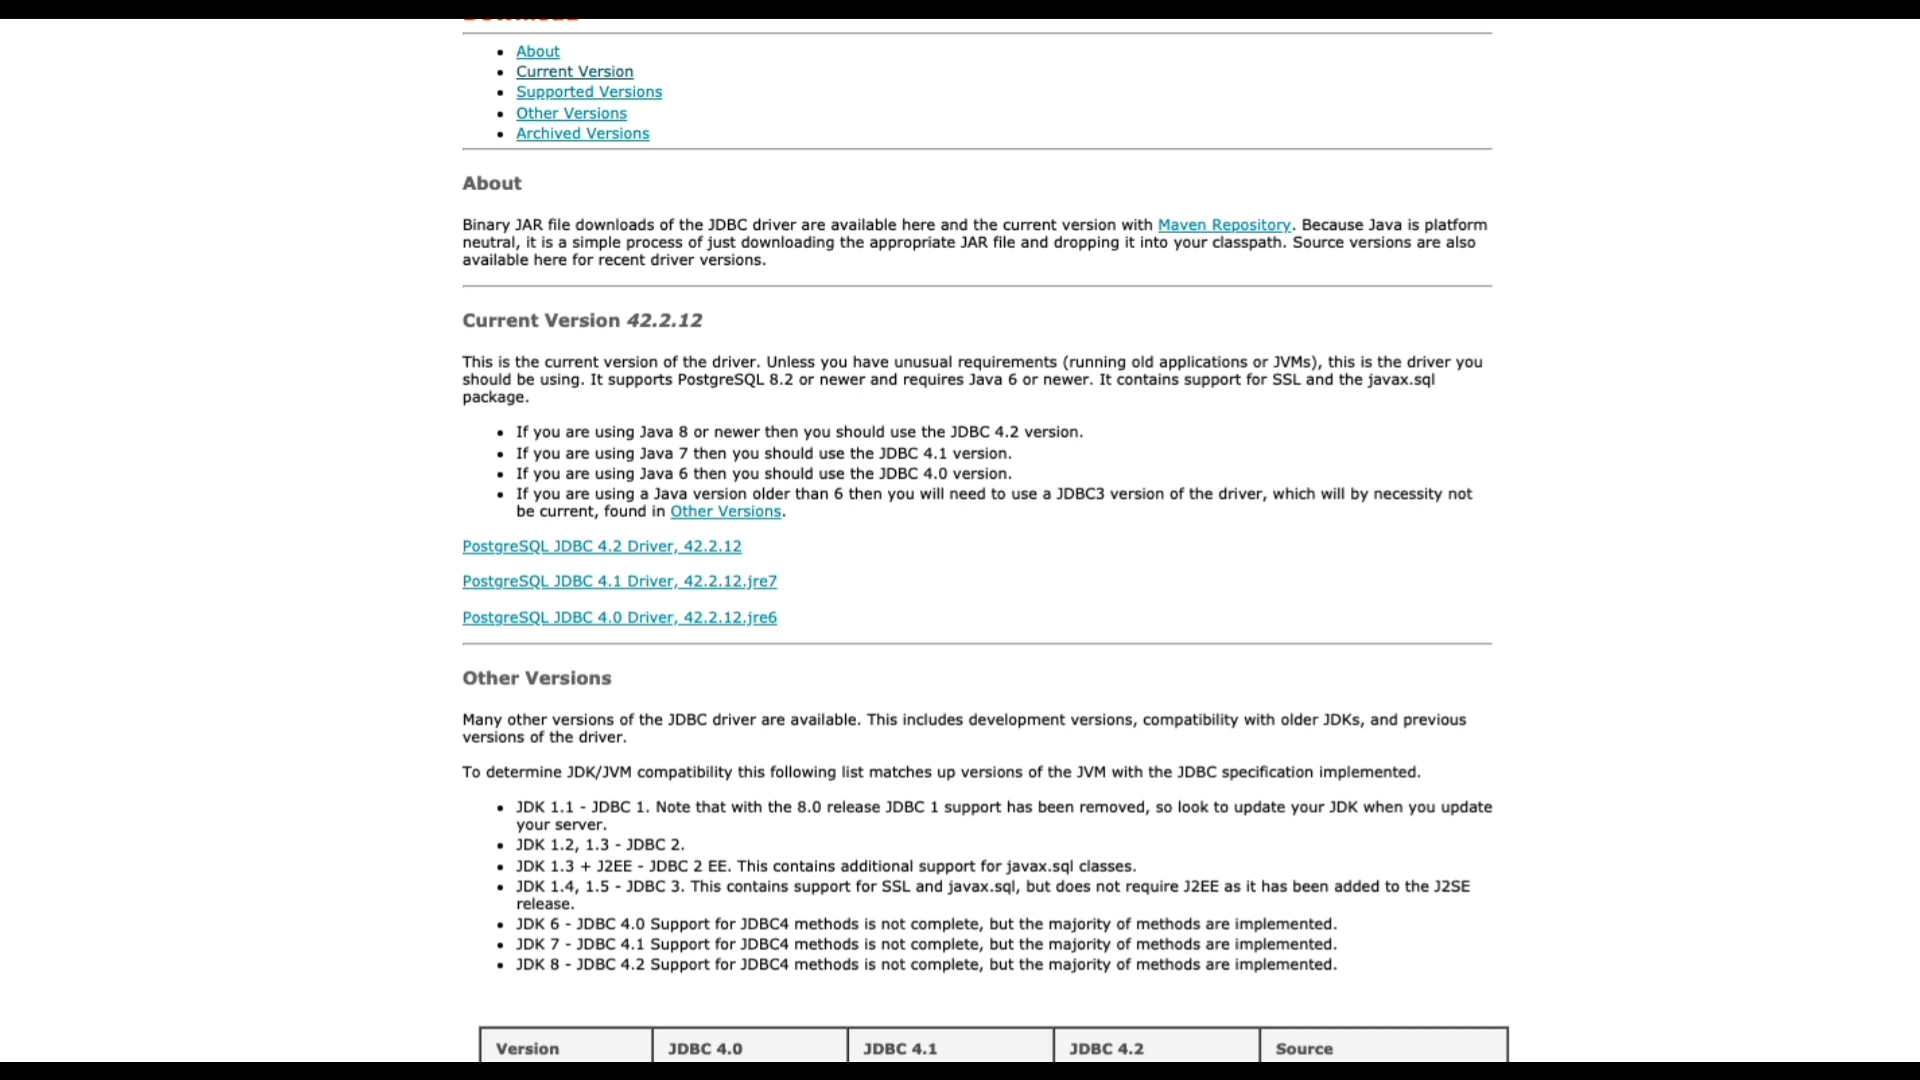 About
Current Version
Supported Versions
Other Versions
Archived Versions
About
Binary JAR file downloads of the JDBC driver are available here and the current version with Maven Repository. Because Java is platform
neutral, it is a simple process of just downloading the appropriate JAR file and dropping it into your classpath. Source versions are also
available here for recent driver versions.
Current Version 42.2.12
This is the current version of the driver. Unless you have unusual requirements (running old applications or JVMs), this is the driver you
should be using. It supports PostgreSQL 8.2 or newer and requires Java 6 or newer. It contains support for SSL and the javax.sql
package.
If you are using Java 8 or newer then you should use the JDBC 4.2 version.
If you are using Java 7 then you should use the JDBC 4.1 version.
If you are using Java 6 then you should use the JDBC 4.0 version.
If you are using a Java version older than 6 then you will need to use a JDBC3 version of the driver, which will by necessity not
be current, found in Other Versions.
PostgreSQL JDBC 4.2 Driver, 42.2.12
PostgreSQL JDBC 4.1 Driver, 42.2.12.jre7
PostgreSQL JDBC 4.0 Driver, 42.2.12.jre6
Other Versions
Many other versions of the JDBC driver are available. This includes development versions, compatibility with older JDKs, and previous
versions of the driver.
To determine JDK/JVM compatibility this following list matches up versions of the JVM with the JDBC specification implemented.
JDK 1.1 - JDBC 1. Note that with the 8.0 release JDBC 1 support has been removed, so look to update your JDK when you update
your server.
JDK 1.2, 1.3 - JDBC 2.
JDK 1.3 + J2EE - JDBC 2 EE. This contains additional support for javax.sql classes.
JDK 1.4, 1.5 - JDBC 3. This contains support for SSL and javax.sql, but does not require J2EE as it has been added to the J2SE
release.
JDK 6 - JDBC 4.0 Support for JDBC4 methods is not complete, but the majority of methods are implemented.
JDK 7 - JDBC 4.1 Support for JDBC4 methods is not complete, but the majority of methods are implemented.
JDK 8 - JDBC 4.2 Support for JDBC4 methods is not complete, but the majority of methods are implemented.
Version JDBC 4.0 JDBC 4.1 JDBC 4.2 Source